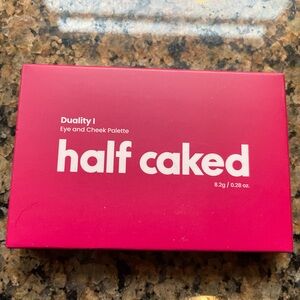 Duality I
Eye and Cheek Palette
half caked
8.2g / 0.28 oz.